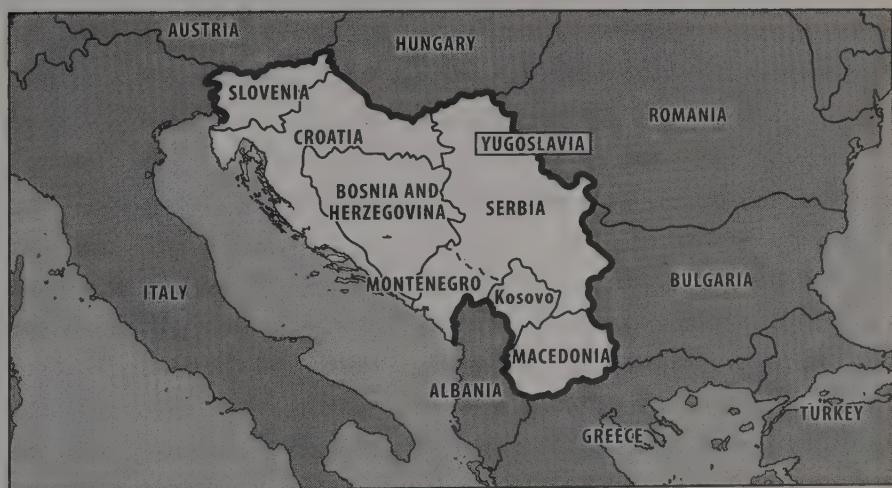 AUSTRIA
HUNGARY
SLOVENIA
ROMANIA
CROATIA
YUGOSLAVIA
BOSNIA AND
HERZEGOVINA
SERBIA
ITALY
MONTENEGRO
Kosovo
BULGARIA
MACEDONIA
ALBANIA
GREECE
TURKEY